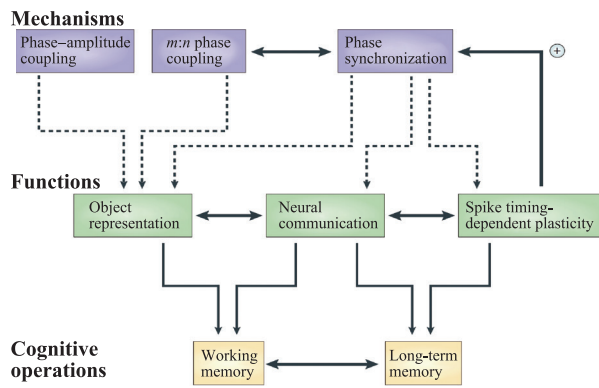 Mechanisms
Phase–amplitude
coupling
m:n phase
coupling
Phase
synchronization
+
Functions
Object
representation
Neural
communication
Spike timing-
dependent plasticity
Cognitive
operations
Working
memory
Long-term
memory